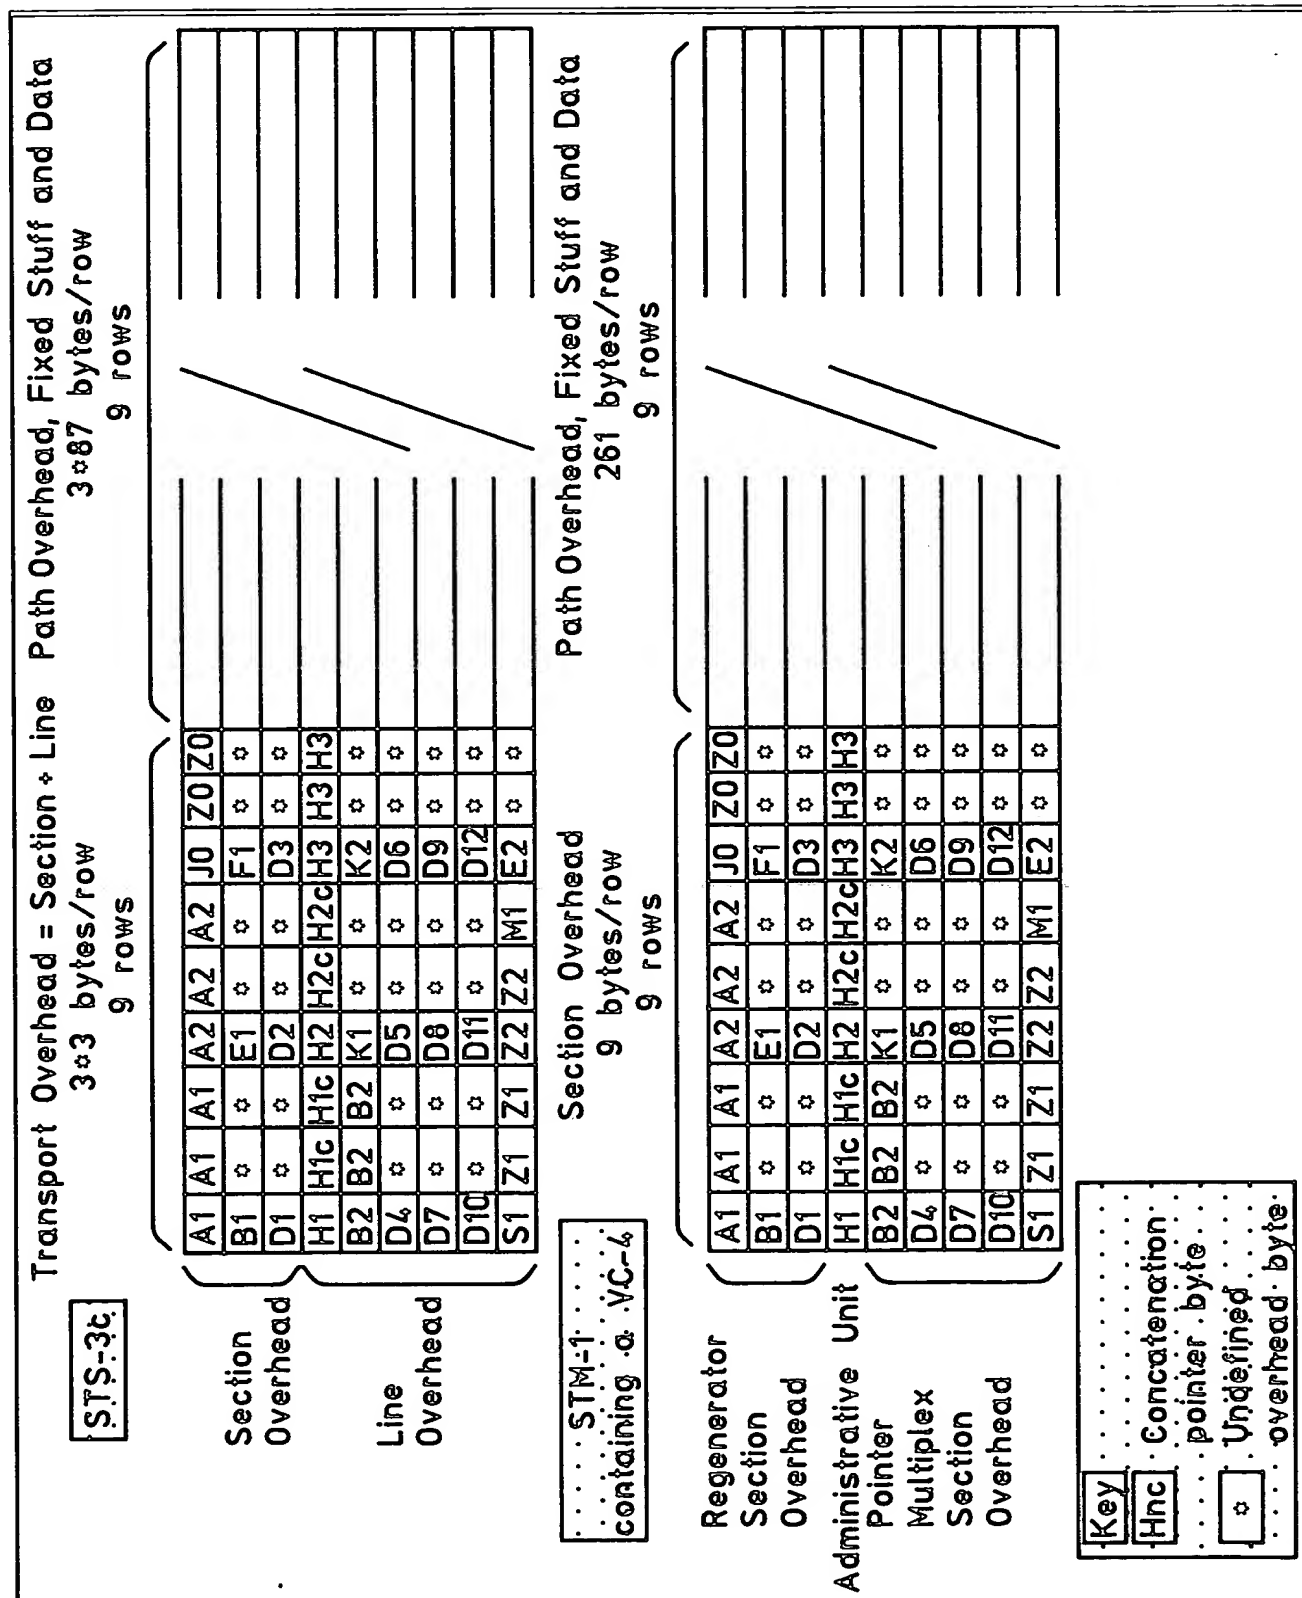 Transport Overhead = Section + Line Path Overhead, Fixed Stuff and Data
3¤3 bytes/row 3¤87 bytes/row
9 rows 9 rows
STS-3c
Section
Overhead
Line
Overhead
A1 A1 A1 A2 A2 A2 J0 Z0 Z0
B1 ¤ ¤ E1 ¤ ¤ F1 ¤ ¤
D1 ¤ ¤ D2 ¤ ¤ D3 ¤ ¤
H1 H1c H1c H2 H2c H2c H3 H3 H3
B2 B2 B2 K1 ¤ ¤ K2 ¤ ¤
D4 ¤ ¤ D5 ¤ ¤ D6 ¤ ¤
D7 ¤ ¤ D8 ¤ ¤ D9 ¤ ¤
D10 ¤ ¤ D11 ¤ ¤ D12 ¤ ¤
S1 Z1 Z1 Z2 Z2 M1 E2 ¤ ¤
STM-1
containing a VC-4
Section Overhead Path Overhead, Fixed Stuff and Data
9 bytes/row 261 bytes/row
9 rows 9 rows
Regenerator
Section
Overhead
Administrative Unit
Pointer
Multiplex
Section
Overhead
A1 A1 A1 A2 A2 A2 J0 Z0 Z0
B1 ¤ ¤ E1 ¤ ¤ F1 ¤ ¤
D1 ¤ ¤ D2 ¤ ¤ D3 ¤ ¤
H1 H1c H1c H2 H2c H2c H3 H3 H3
B2 B2 B2 K1 ¤ ¤ K2 ¤ ¤
D4 ¤ ¤ D5 ¤ ¤ D6 ¤ ¤
D7 ¤ ¤ D8 ¤ ¤ D9 ¤ ¤
D10 ¤ ¤ D11 ¤ ¤ D12 ¤ ¤
S1 Z1 Z1 Z2 Z2 M1 E2 ¤ ¤
Key
Hnc Concatenation
pointer byte
¤ Undefined
overhead byte